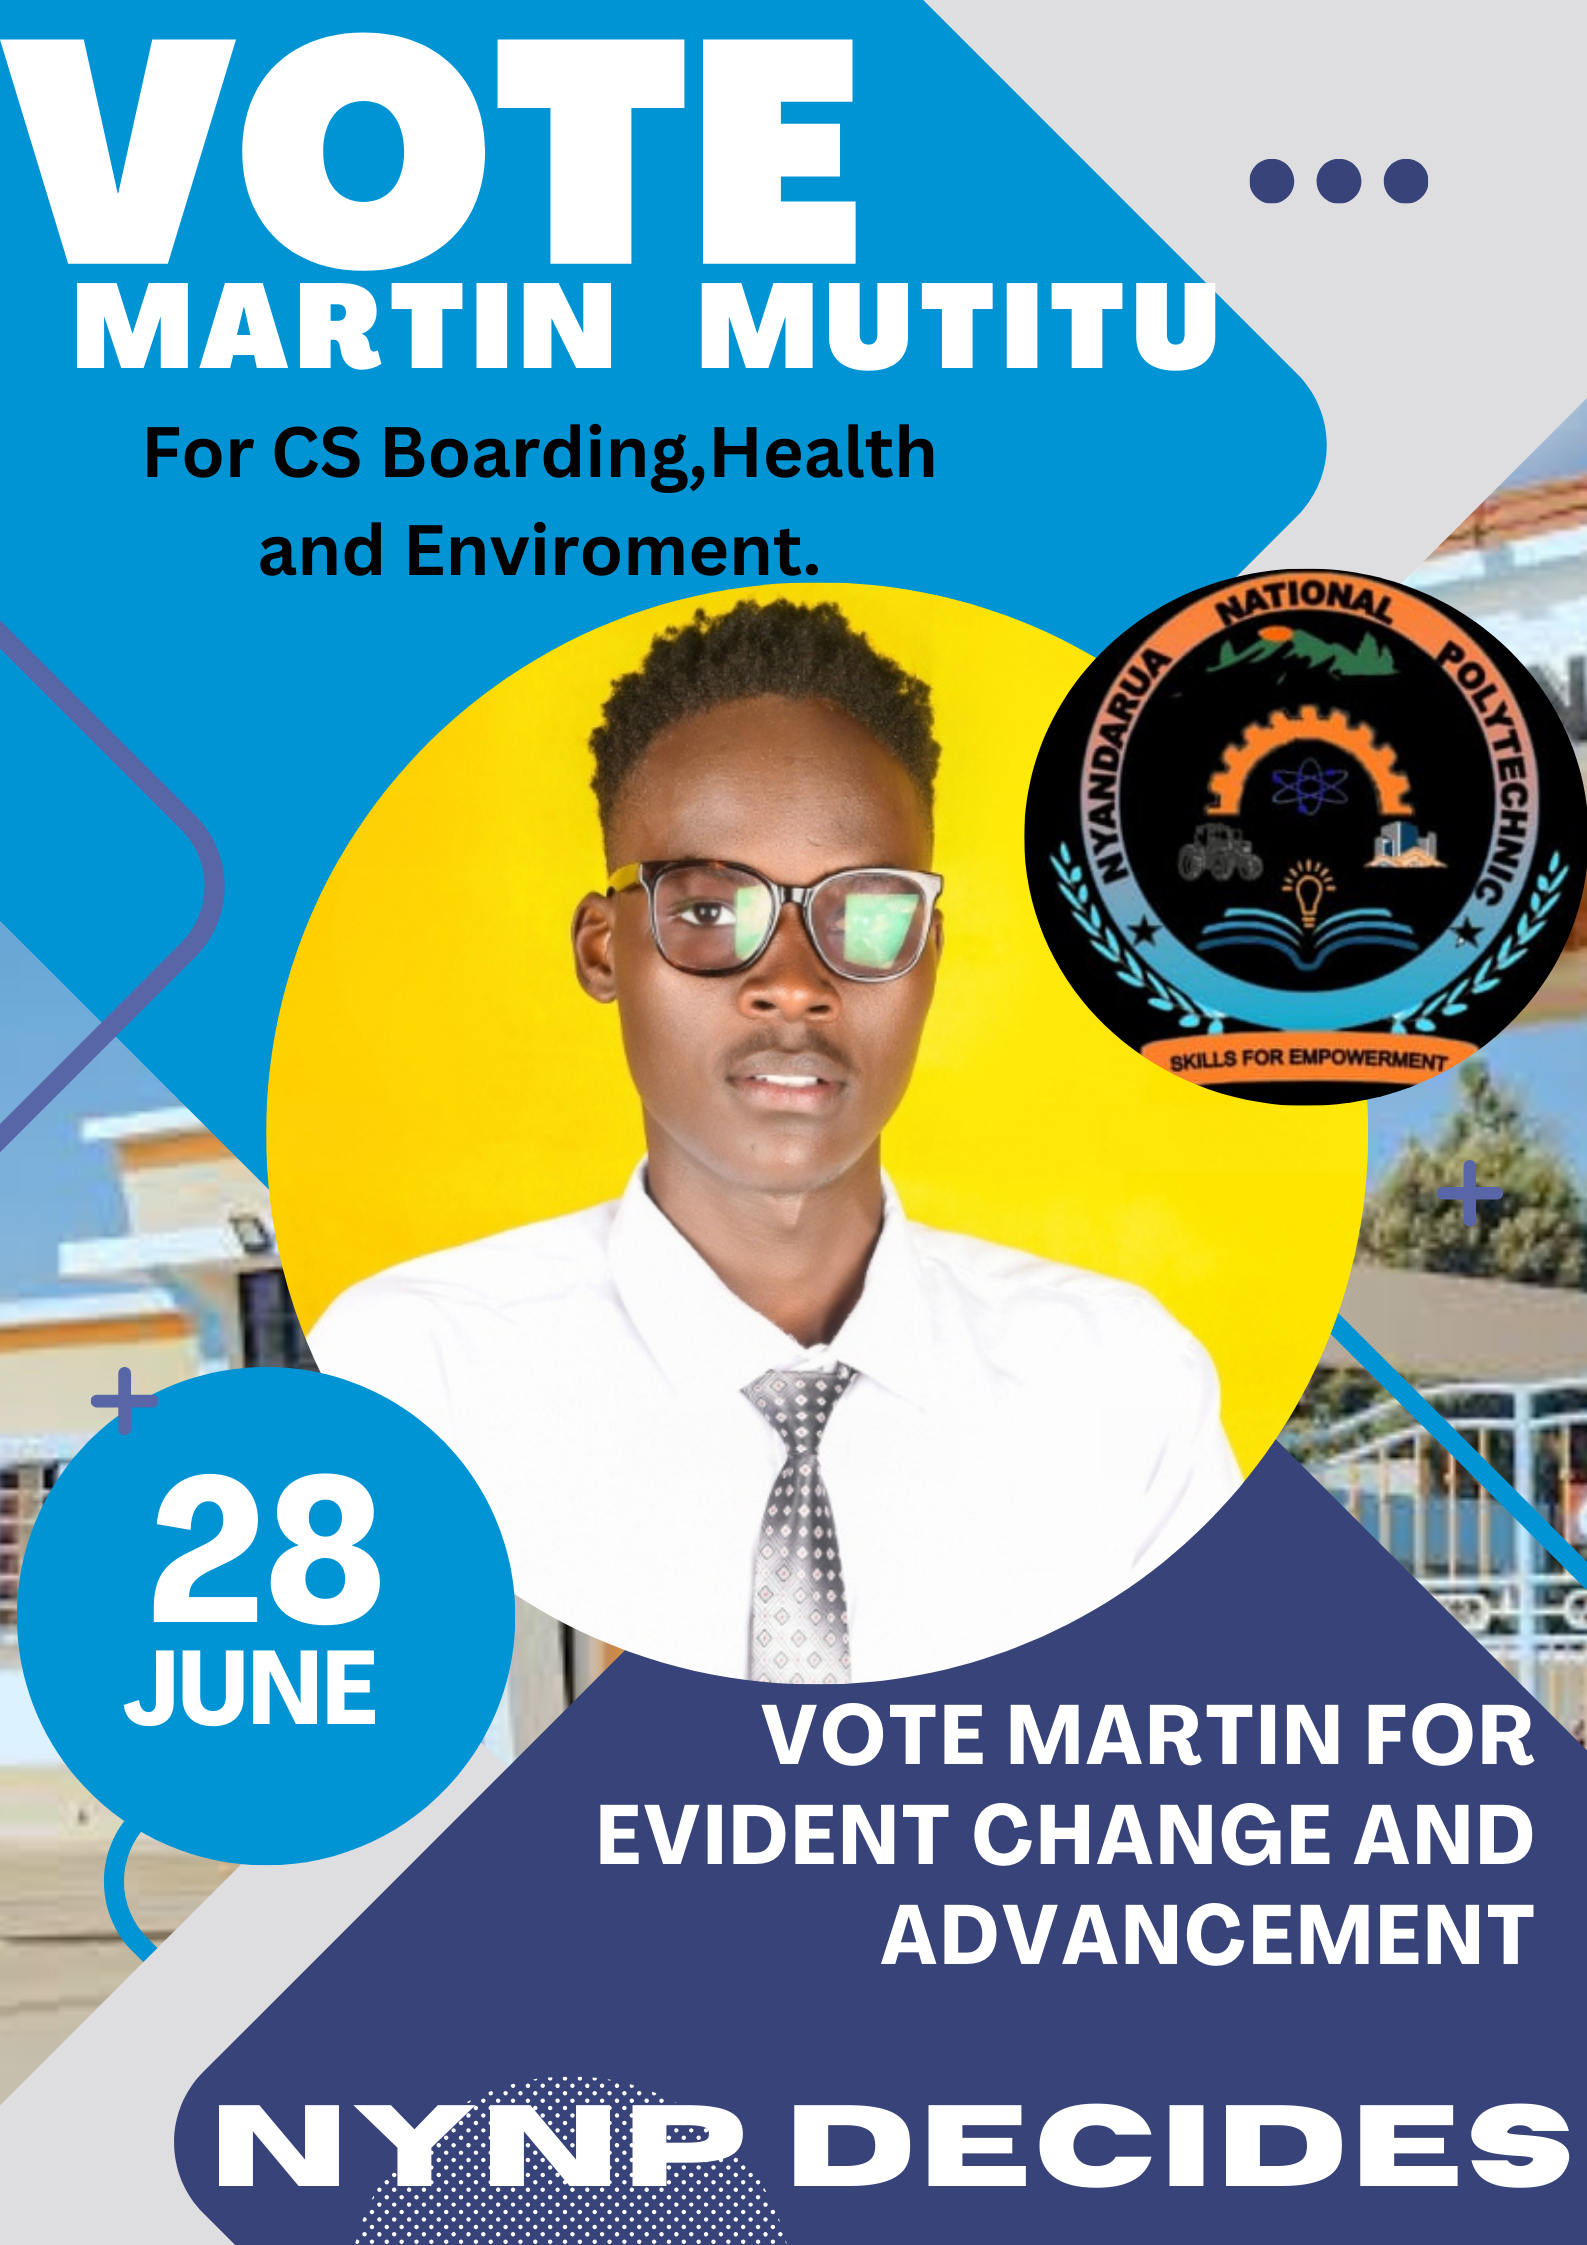 VOTE
MARTIN MUTITU
For CS Boarding,Health
and Enviroment.
NYANDARUA NATIONAL POLYTECHNIC
SKILLS FOR EMPOWERMENT
28
JUNE
VOTE MARTIN FOR
EVIDENT CHANGE AND
ADVANCEMENT
NYNP DECIDES